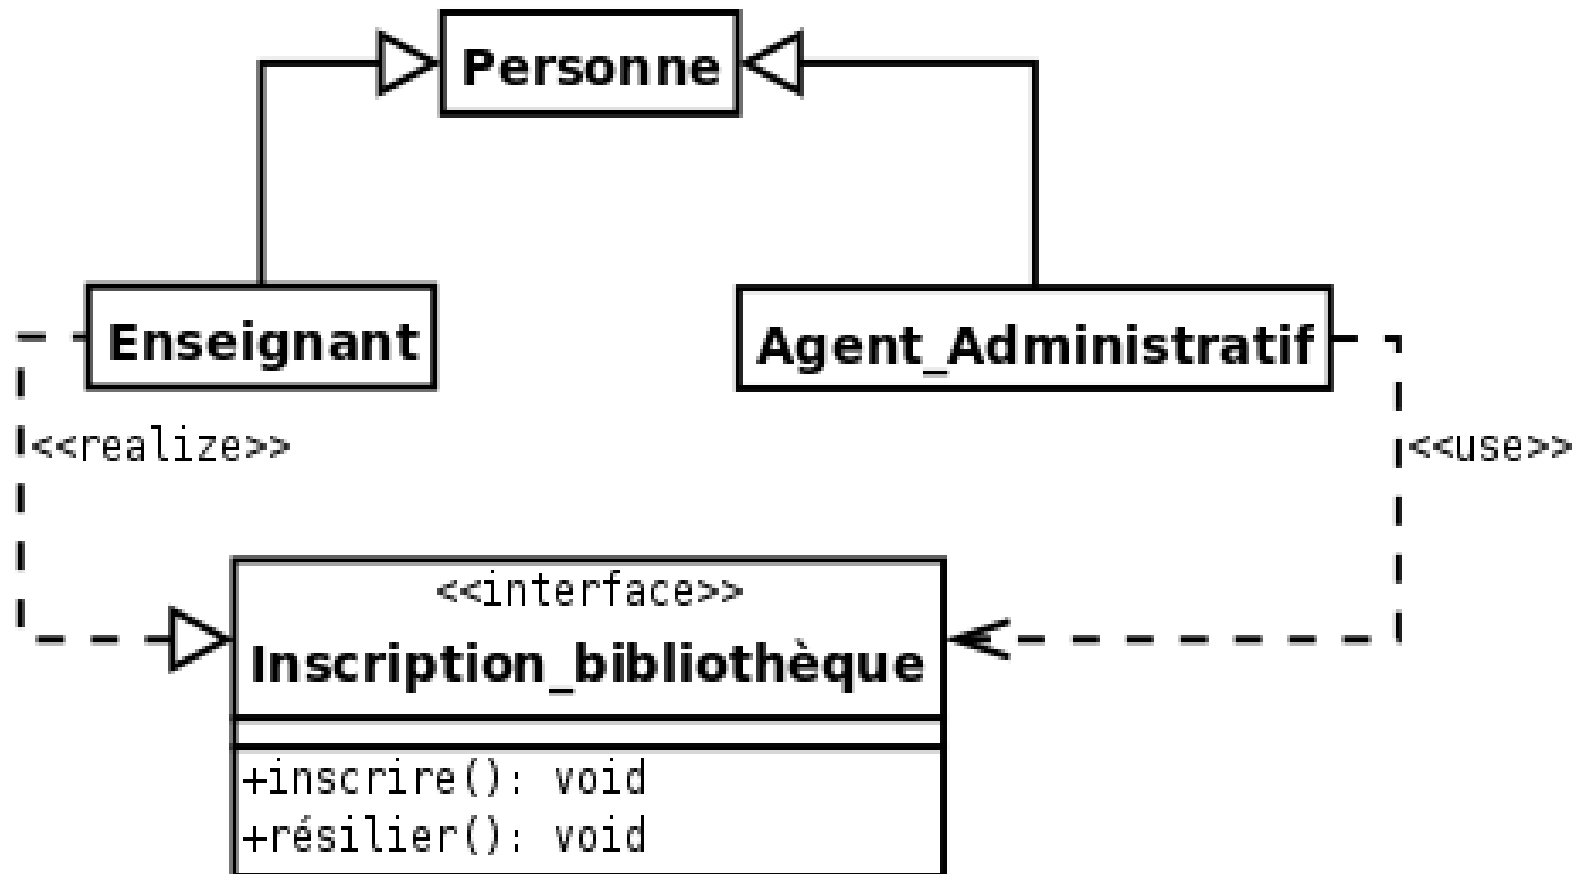 Personne
Enseignant
Agent_Administratif
<<realize>>
<<use>>
<<interface>>
Inscription_bibliothèque
+inscrire(): void
+résilier(): void